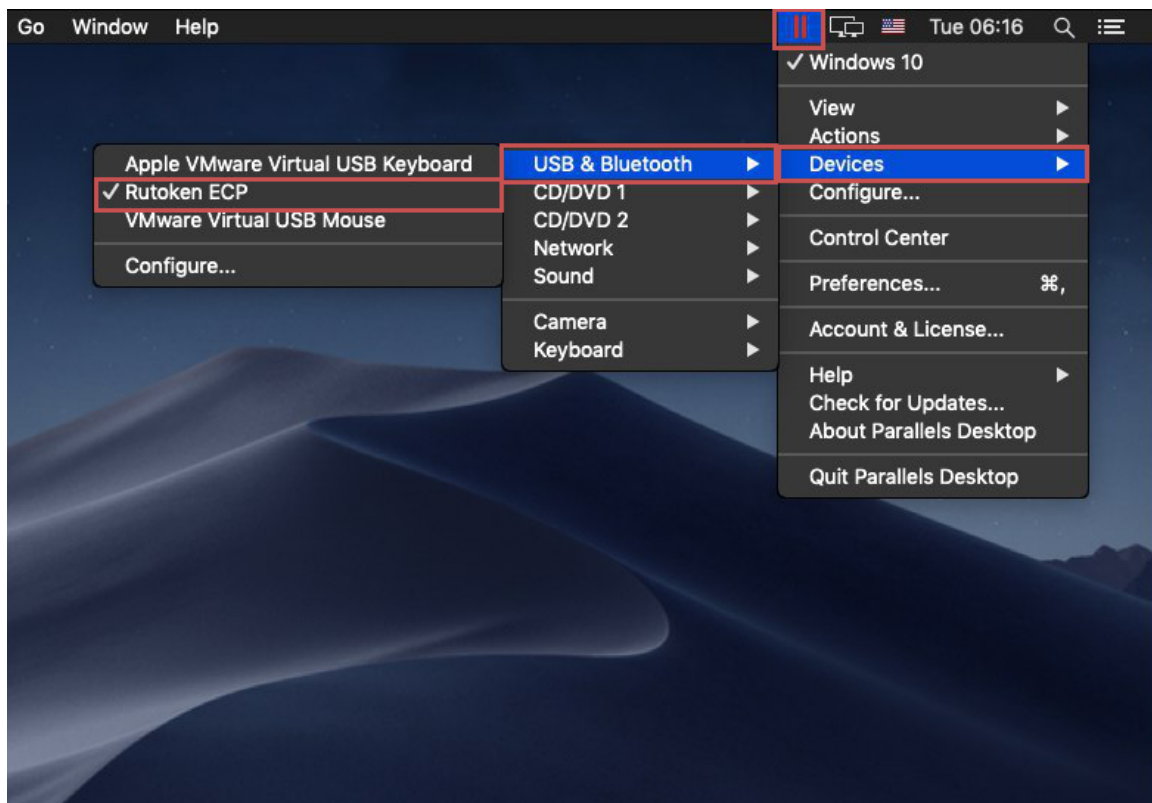 Go Window Help Tue 06:16
✓ Windows 10
View
Actions
Devices
Configure...
Control Center
Preferences... ⌘,
Account & License...
Help
Check for Updates...
About Parallels Desktop
Quit Parallels Desktop
USB & Bluetooth
CD/DVD 1
CD/DVD 2
Network
Sound
Camera
Keyboard
Apple VMware Virtual USB Keyboard
✓ Rutoken ECP
VMware Virtual USB Mouse
Configure...